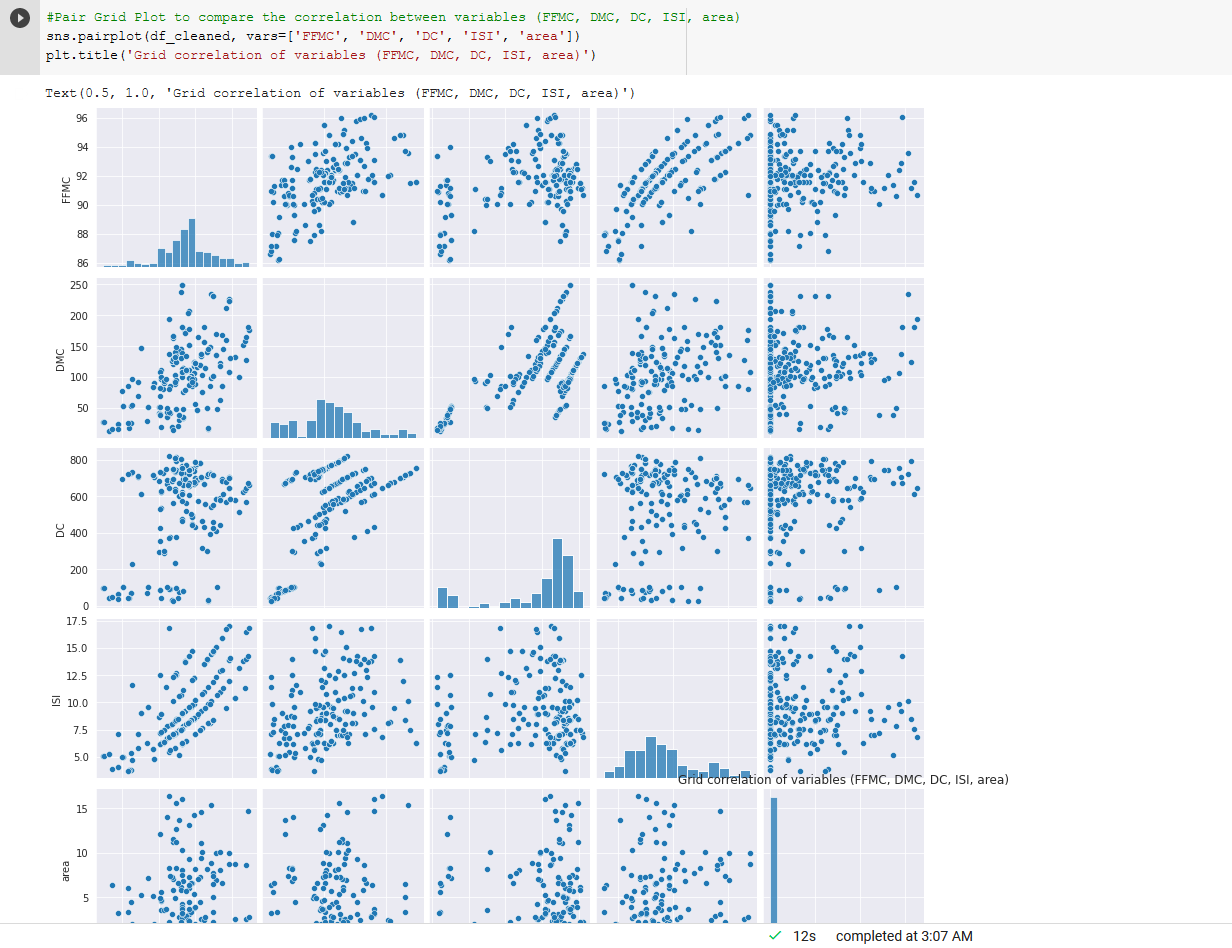 #Pair Grid Plot to compare the correlation between variables (FFMC, DMC, DC, ISI, area)
sns.pairplot(df_cleaned, vars=['FFMC', 'DMC', 'DC', 'ISI', 'area'])
plt.title('Grid correlation of variables (FFMC, DMC, DC, ISI, area)')
Text(0.5, 1.0, 'Grid correlation of variables (FFMC, DMC, DC, ISI, area)')
96
94
92
90
88
86
FFMC
250
200
150
100
50
DMC
800
600
400
200
0
DC
17.5
15.0
12.5
10.0
7.5
5.0
ISI
Grid correlation of variables (FFMC, DMC, DC, ISI, area)
15
10
5
area
12s completed at 3:07 AM